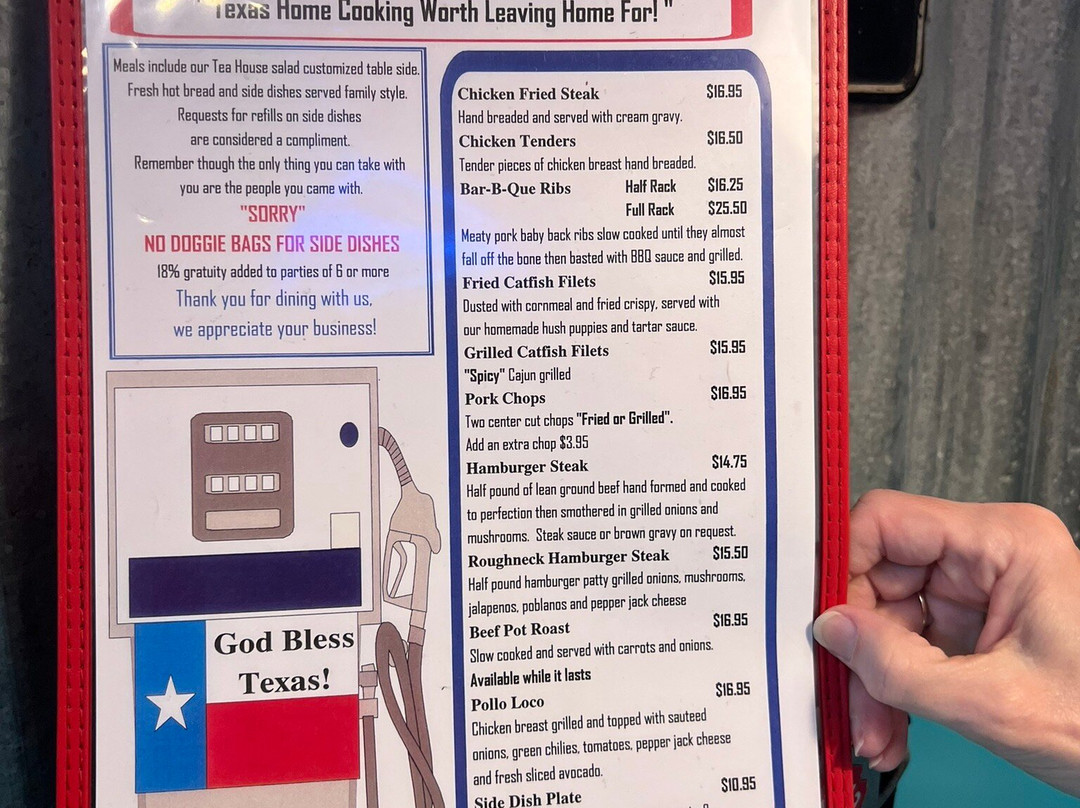 Texas Home Cooking Worth Leaving Home For! "
Meals include our Tea House salad customized table side.
Fresh hot bread and side dishes served family style.
Requests for refills on side dishes
are considered a compliment.
Remember though the only thing you can take with
you are the people you came with.
"SORRY"
NO DOGGIE BAGS FOR SIDE DISHES
18% gratuity added to parties of 6 or more
Thank you for dining with us,
we appreciate your business!
God Bless
Texas!
Chicken Fried Steak $16.95
Hand breaded and served with cream gravy.
Chicken Tenders $16.50
Tender pieces of chicken breast hand breaded.
Bar-B-Que Ribs Half Rack $16.25
Full Rack $25.50
Meaty pork baby back ribs slow cooked until they almost
fall off the bone then basted with BBQ sauce and grilled.
Fried Catfish Filets $15.95
Dusted with cornmeal and fried crispy, served with
our homemade hush puppies and tartar sauce.
Grilled Catfish Filets $15.95
"Spicy" Cajun grilled
Pork Chops $16.95
Two center cut chops "Fried or Grilled".
Add an extra chop $3.95
Hamburger Steak $14.75
Half pound of lean ground beef hand formed and cooked
to perfection then smothered in grilled onions and
mushrooms. Steak sauce or brown gravy on request.
Roughneck Hamburger Steak $15.50
Half pound hamburger patty grilled onions, mushrooms,
jalapenos, poblanos and pepper jack cheese
Beef Pot Roast $16.95
Slow cooked and served with carrots and onions.
Available while it lasts
Pollo Loco $16.95
Chicken breast grilled and topped with sauteed
onions, green chilies, tomatoes, pepper jack cheese
and fresh sliced avocado.
Side Dish Plate $10.95